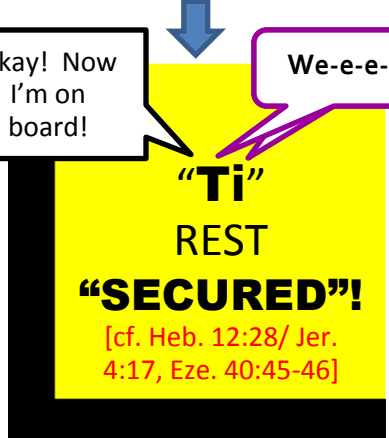 kay! Now
I'm on
board!
We-e-e-
“Ti”
REST
“SECURED”!
[cf. Heb. 12:28/ Jer.
4:17, Eze. 40:45-46]